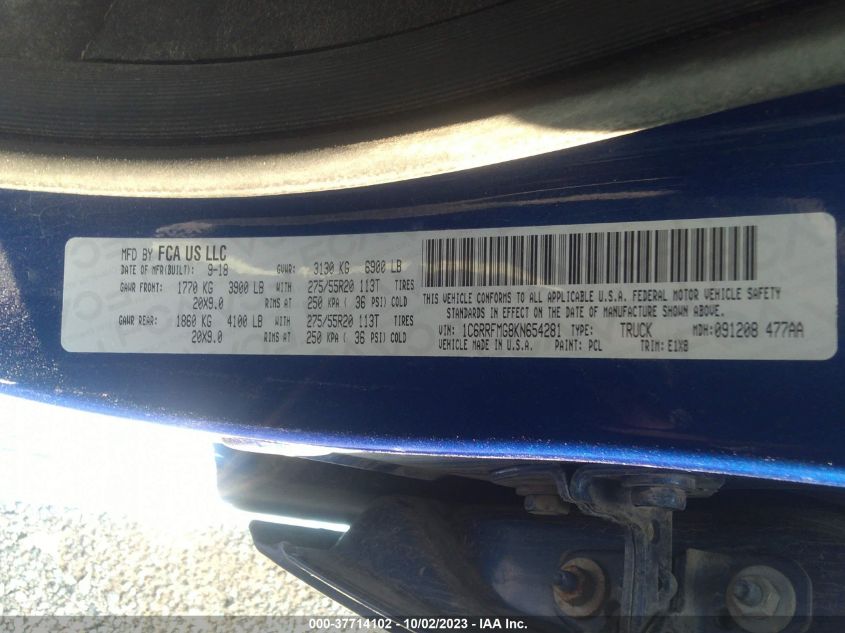 MFD BY FCA US LLC
DATE OF MFR(BUILT): 9-18 GVWR: 3130 KG 6900 LB
GAWR FRONT: 1770 KG 3900 LB WITH 275/55R20 113T TIRES
20X9.0 RIMS AT 250 KPA ( 36 PSI) COLD
GAWR REAR: 1860 KG 4100 LB WITH 275/55R20 113T TIRES
20X9.0 RIMS AT 250 KPA ( 36 PSI) COLD
THIS VEHICLE CONFORMS TO ALL APPLICABLE U.S.A. FEDERAL MOTOR VEHICLE SAFETY
STANDARDS IN EFFECT ON THE DATE OF MANUFACTURE SHOWN ABOVE.
VIN: 1C6RRFMG8KN654281 TYPE: TRUCK MDH: 091208 477AA
VEHICLE MADE IN U.S.A. PAINT: PCL TRIM: E1X8
000-37714102 - 10/02/2023 - IAA Inc.